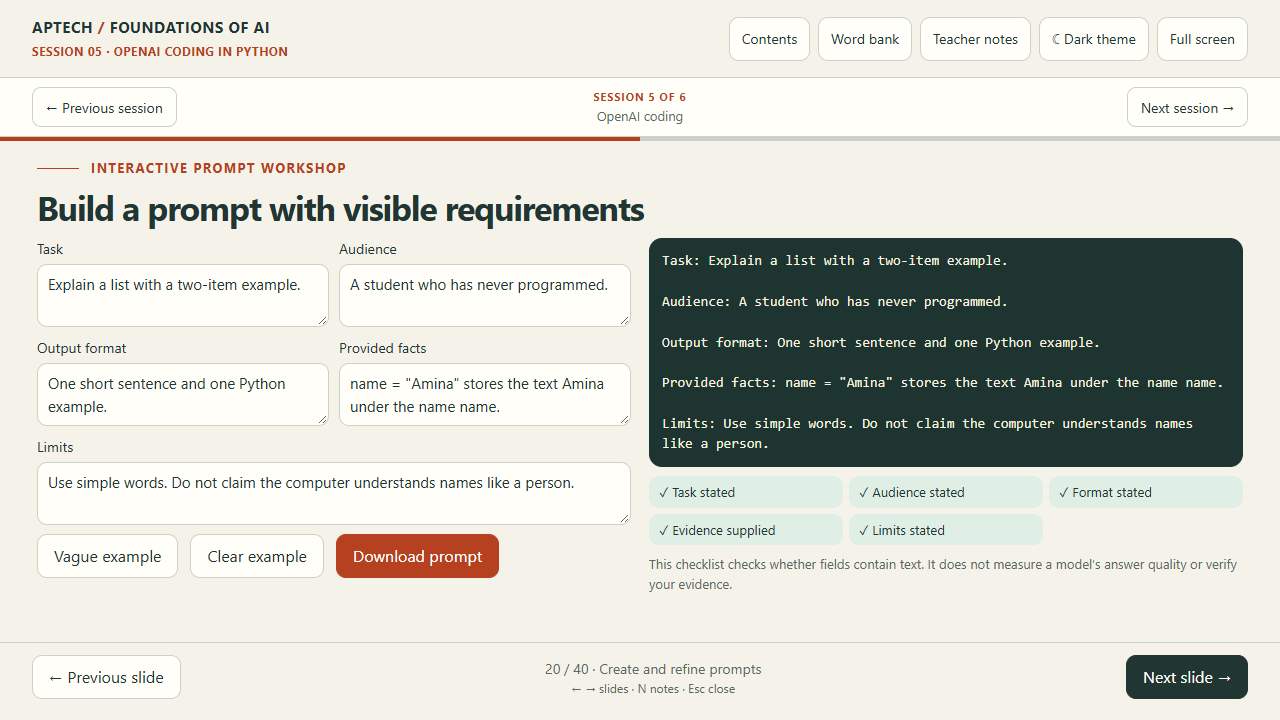 APTECH / FOUNDATIONS OF AI
SESSION 05 · OPENAI CODING IN PYTHON
Contents
Word bank
Teacher notes
☾ Dark theme
Full screen
← Previous session
SESSION 5 OF 6
OpenAI coding
Next session →
INTERACTIVE PROMPT WORKSHOP
Build a prompt with visible requirements
Task
Explain a list with a two-item example.
Audience
A student who has never programmed.
Output format
One short sentence and one Python
example.
Provided facts
name = "Amina" stores the text Amina
under the name name.
Limits
Use simple words. Do not claim the computer understands names like a person.
Vague example
Clear example
Download prompt
Task: Explain a list with a two-item example.
Audience: A student who has never programmed.
Output format: One short sentence and one Python example.
Provided facts: name = "Amina" stores the text Amina under the name name.
Limits: Use simple words. Do not claim the computer understands names
like a person.
✓ Task stated
✓ Audience stated
✓ Format stated
✓ Evidence supplied
✓ Limits stated
This checklist checks whether fields contain text. It does not measure a model's answer quality or verify
your evidence.
← Previous slide
20 / 40 · Create and refine prompts
← → slides · N notes · Esc close
Next slide →